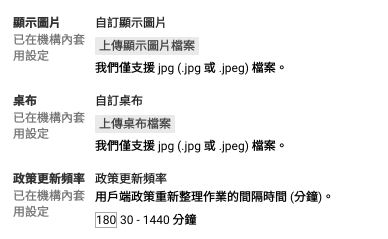 顯示圖片 自訂顯示圖片
已在機構內套用設定
上傳顯示圖片檔案
我們僅支援 jpg (.jpg 或 .jpeg) 檔案。
桌布 自訂桌布
已在機構內套用設定
上傳桌布檔案
我們僅支援 jpg (.jpg 或 .jpeg) 檔案。
政策更新頻率 政策更新頻率
已在機構內套用設定
用戶端政策重新整理作業的間隔時間 (分鐘)。
180 30 - 1440 分鐘